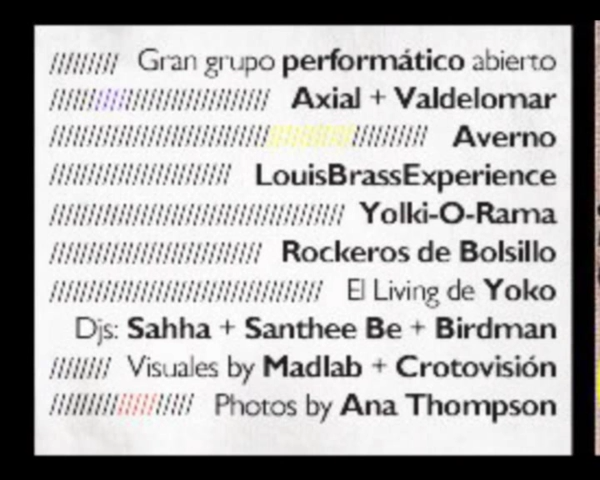 ///////// Gran grupo performático abierto
////////////////////////////// Axial + Valdelomar
//////////////////////////////////////////////////// Averno
///////////////////////// LouisBrassExperience
///////////////////////////////////////// Yolki-O-Rama
///////////////////////////// Rockeros de Bolsillo
////////////////////////////////////// El Living de Yoko
Djs: Sahha + Santhee Be + Birdman
//////// Visuales by Madlab + Crotovisión
//////////////////// Photos by Ana Thompson